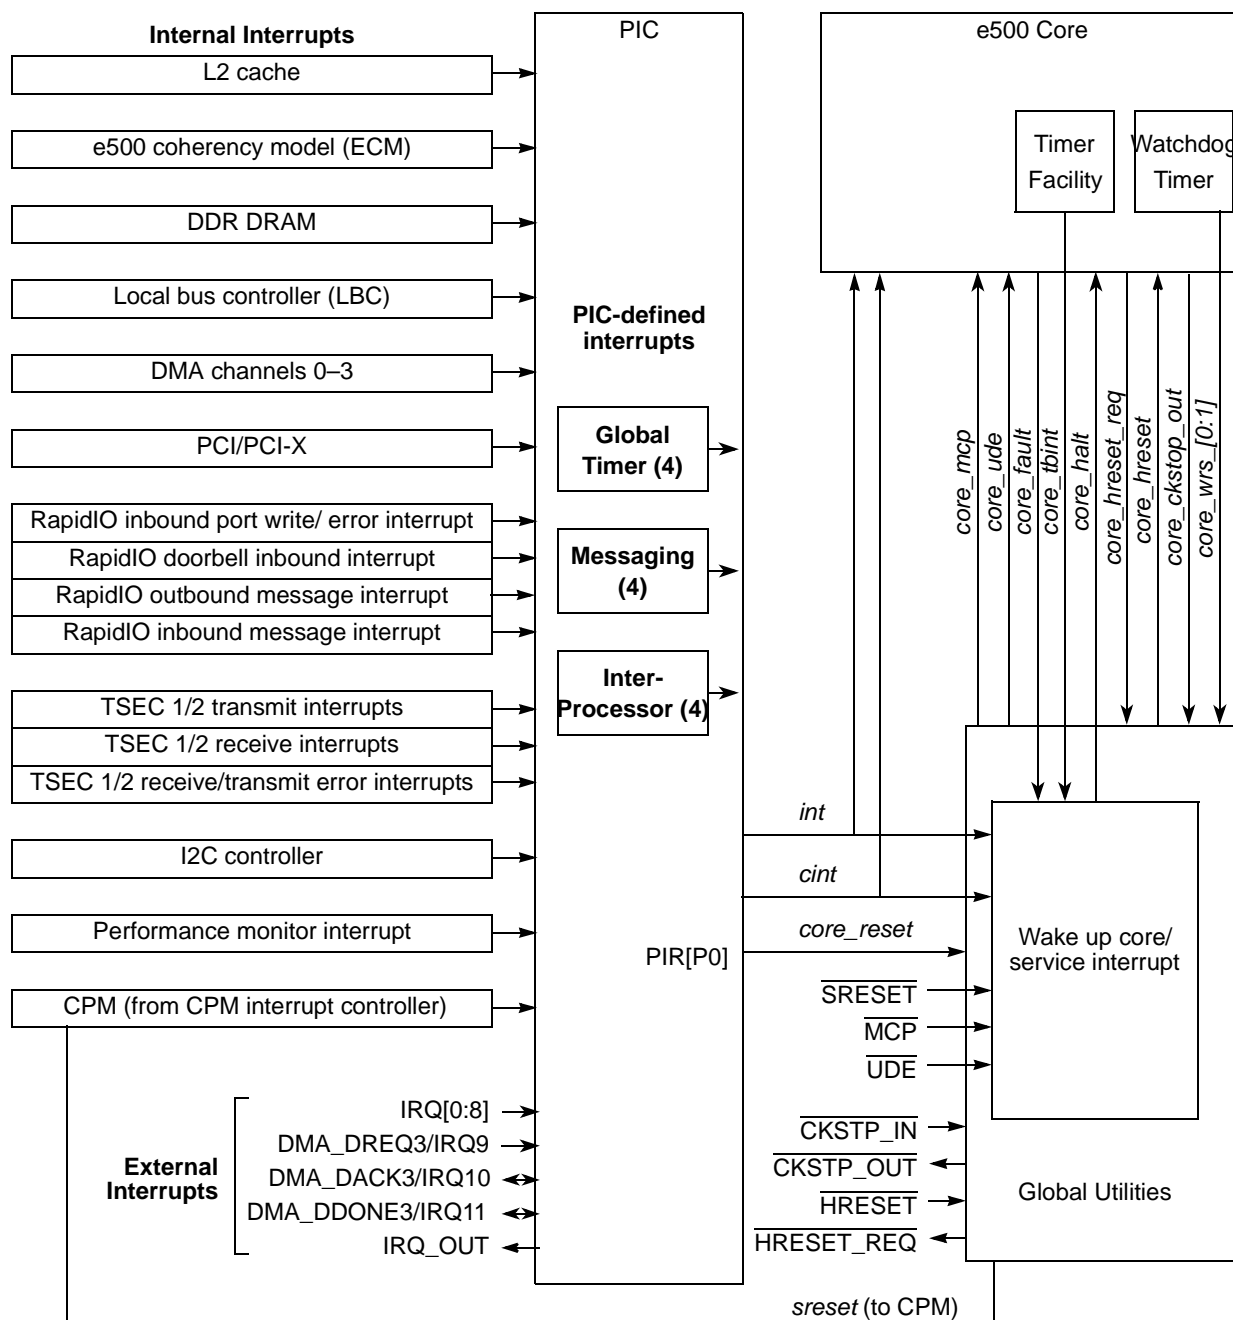 Internal Interrupts
L2 cache
e500 coherency model (ECM)
DDR DRAM
Local bus controller (LBC)
DMA channels 0–3
PCI/PCI-X
RapidIO inbound port write/ error interrupt
RapidIO doorbell inbound interrupt
RapidIO outbound message interrupt
RapidIO inbound message interrupt
TSEC 1/2 transmit interrupts
TSEC 1/2 receive interrupts
TSEC 1/2 receive/transmit error interrupts
I2C controller
Performance monitor interrupt
CPM (from CPM interrupt controller)
External
Interrupts
IRQ[0:8]
DMA_DREQ3/IRQ9
DMA_DACK3/IRQ10
DMA_DDONE3/IRQ11
IRQ_OUT
PIC
PIC-defined
interrupts
Global
Timer (4)
Messaging
(4)
Inter-
Processor (4)
PIR[P0]
e500 Core
Timer
Facility
Watchdog
Timer
core_mcp
core_ude
core_fault
core_tbint
core_halt
core_hreset_req
core_hreset
core_ckstop_out
core_wrs_[0:1]
int
cint
core_reset
SRESET
MCP
UDE
CKSTP_IN
CKSTP_OUT
HRESET
HRESET_REQ
Wake up core/
service interrupt
Global Utilities
sreset (to CPM)